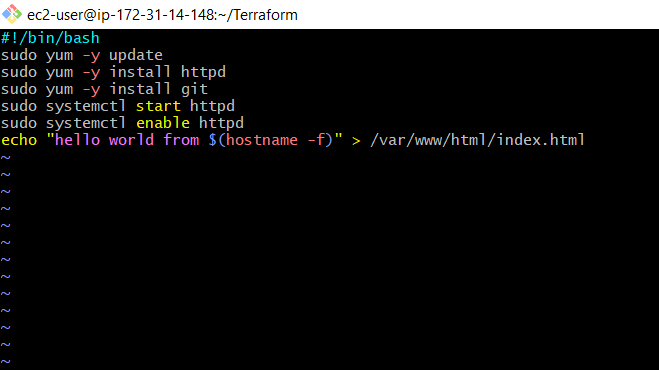 ec2-user@ip-172-31-14-148:~/Terraform
#!/bin/bash
sudo yum -y update
sudo yum -y install httpd
sudo yum -y install git
sudo systemctl start httpd
sudo systemctl enable httpd
echo "hello world from $(hostname -f)" > /var/www/html/index.html
~
~
~
~
~
~
~
~
~
~
~
~
~